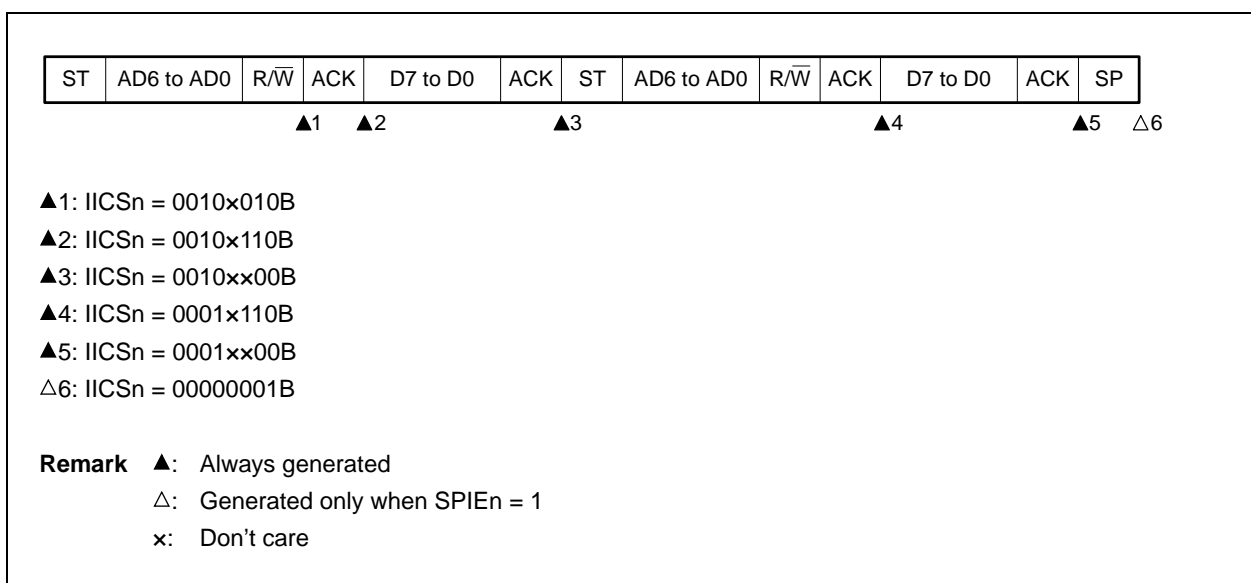 ST AD6 to AD0 R/W̅ ACK D7 to D0 ACK ST AD6 to AD0 R/W̅ ACK D7 to D0 ACK SP
▲1 ▲2 ▲3 ▲4 ▲5 △6
▲1: IICSn = 0010×010B
▲2: IICSn = 0010×110B
▲3: IICSn = 0010××00B
▲4: IICSn = 0001×110B
▲5: IICSn = 0001××00B
△6: IICSn = 00000001B
Remark ▲: Always generated
△: Generated only when SPIEn = 1
×: Don't care